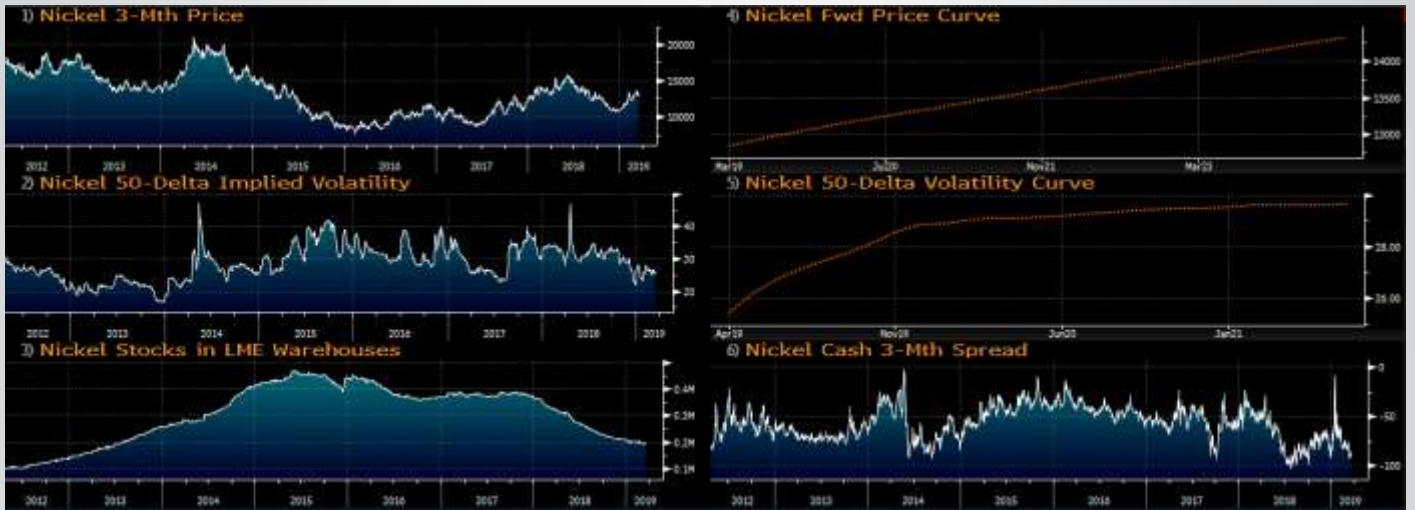 1) Nickel 3-Mth Price
20000
15000
10000
2012 2013 2014 2015 2016 2017 2018 2019
2) Nickel 50-Delta Implied Volatility
40
30
20
2012 2013 2014 2015 2016 2017 2018 2019
3) Nickel Stocks in LME Warehouses
0.4M
0.3M
0.2M
0.1M
2012 2013 2014 2015 2016 2017 2018 2019
4) Nickel Fwd Price Curve
14000
13500
13000
Mar19 Jul20 Nov21 Mar23
5) Nickel 50-Delta Volatility Curve
28.00
26.00
Apr19 Nov19 Jun20 Jan21
6) Nickel Cash 3-Mth Spread
0
-50
-100
2012 2013 2014 2015 2016 2017 2018 2019